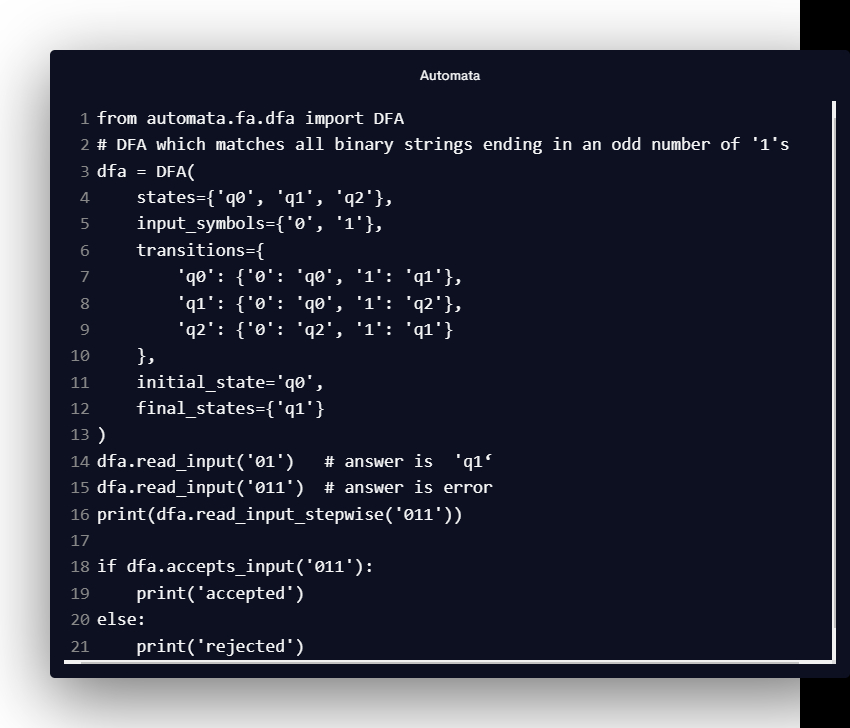 Automata
1 from automata.fa.dfa import DFA
2 # DFA which matches all binary strings ending in an odd number of '1's
3 dfa = DFA(
4     states={'q0', 'q1', 'q2'},
5     input_symbols={'0', '1'},
6     transitions={
7         'q0': {'0': 'q0', '1': 'q1'},
8         'q1': {'0': 'q0', '1': 'q2'},
9         'q2': {'0': 'q2', '1': 'q1'}
10     },
11     initial_state='q0',
12     final_states={'q1'}
13 )
14 dfa.read_input('01')   # answer is  'q1‘
15 dfa.read_input('011')  # answer is error
16 print(dfa.read_input_stepwise('011'))
17
18 if dfa.accepts_input('011'):
19     print('accepted')
20 else:
21     print('rejected')